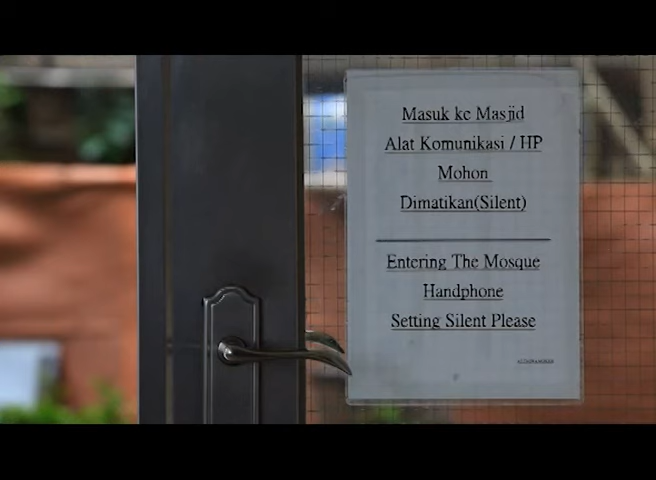 Masuk ke Masjid
Alat Komunikasi / HP
Mohon
Dimatikan(Silent)
Entering The Mosque
Handphone
Setting Silent Please